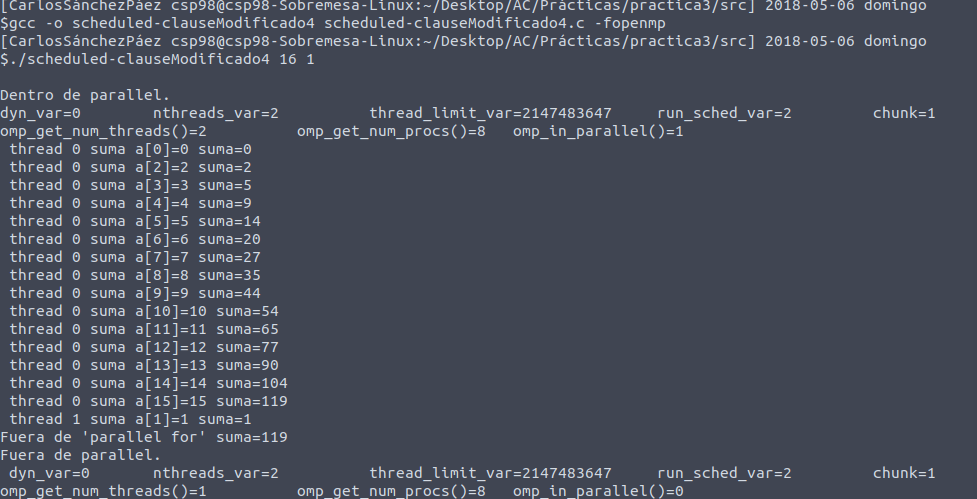 [CarlosSánchezPáez csp98@csp98-Sobremesa-Linux:~/Desktop/AC/Prácticas/practica3/src] 2018-05-06 domingo
$gcc -o scheduled-clauseModificado4 scheduled-clauseModificado4.c -fopenmp
[CarlosSánchezPáez csp98@csp98-Sobremesa-Linux:~/Desktop/AC/Prácticas/practica3/src] 2018-05-06 domingo
$./scheduled-clauseModificado4 16 1
Dentro de parallel.
dyn_var=0 nthreads_var=2 thread_limit_var=2147483647 run_sched_var=2 chunk=1
omp_get_num_threads()=2 omp_get_num_procs()=8 omp_in_parallel()=1
thread 0 suma a[0]=0 suma=0
thread 0 suma a[2]=2 suma=2
thread 0 suma a[3]=3 suma=5
thread 0 suma a[4]=4 suma=9
thread 0 suma a[5]=5 suma=14
thread 0 suma a[6]=6 suma=20
thread 0 suma a[7]=7 suma=27
thread 0 suma a[8]=8 suma=35
thread 0 suma a[9]=9 suma=44
thread 0 suma a[10]=10 suma=54
thread 0 suma a[11]=11 suma=65
thread 0 suma a[12]=12 suma=77
thread 0 suma a[13]=13 suma=90
thread 0 suma a[14]=14 suma=104
thread 0 suma a[15]=15 suma=119
thread 1 suma a[1]=1 suma=1
Fuera de 'parallel for' suma=119
Fuera de parallel.
dyn_var=0 nthreads_var=2 thread_limit_var=2147483647 run_sched_var=2 chunk=1
omp_get_num_threads()=1 omp_get_num_procs()=8 omp_in_parallel()=0